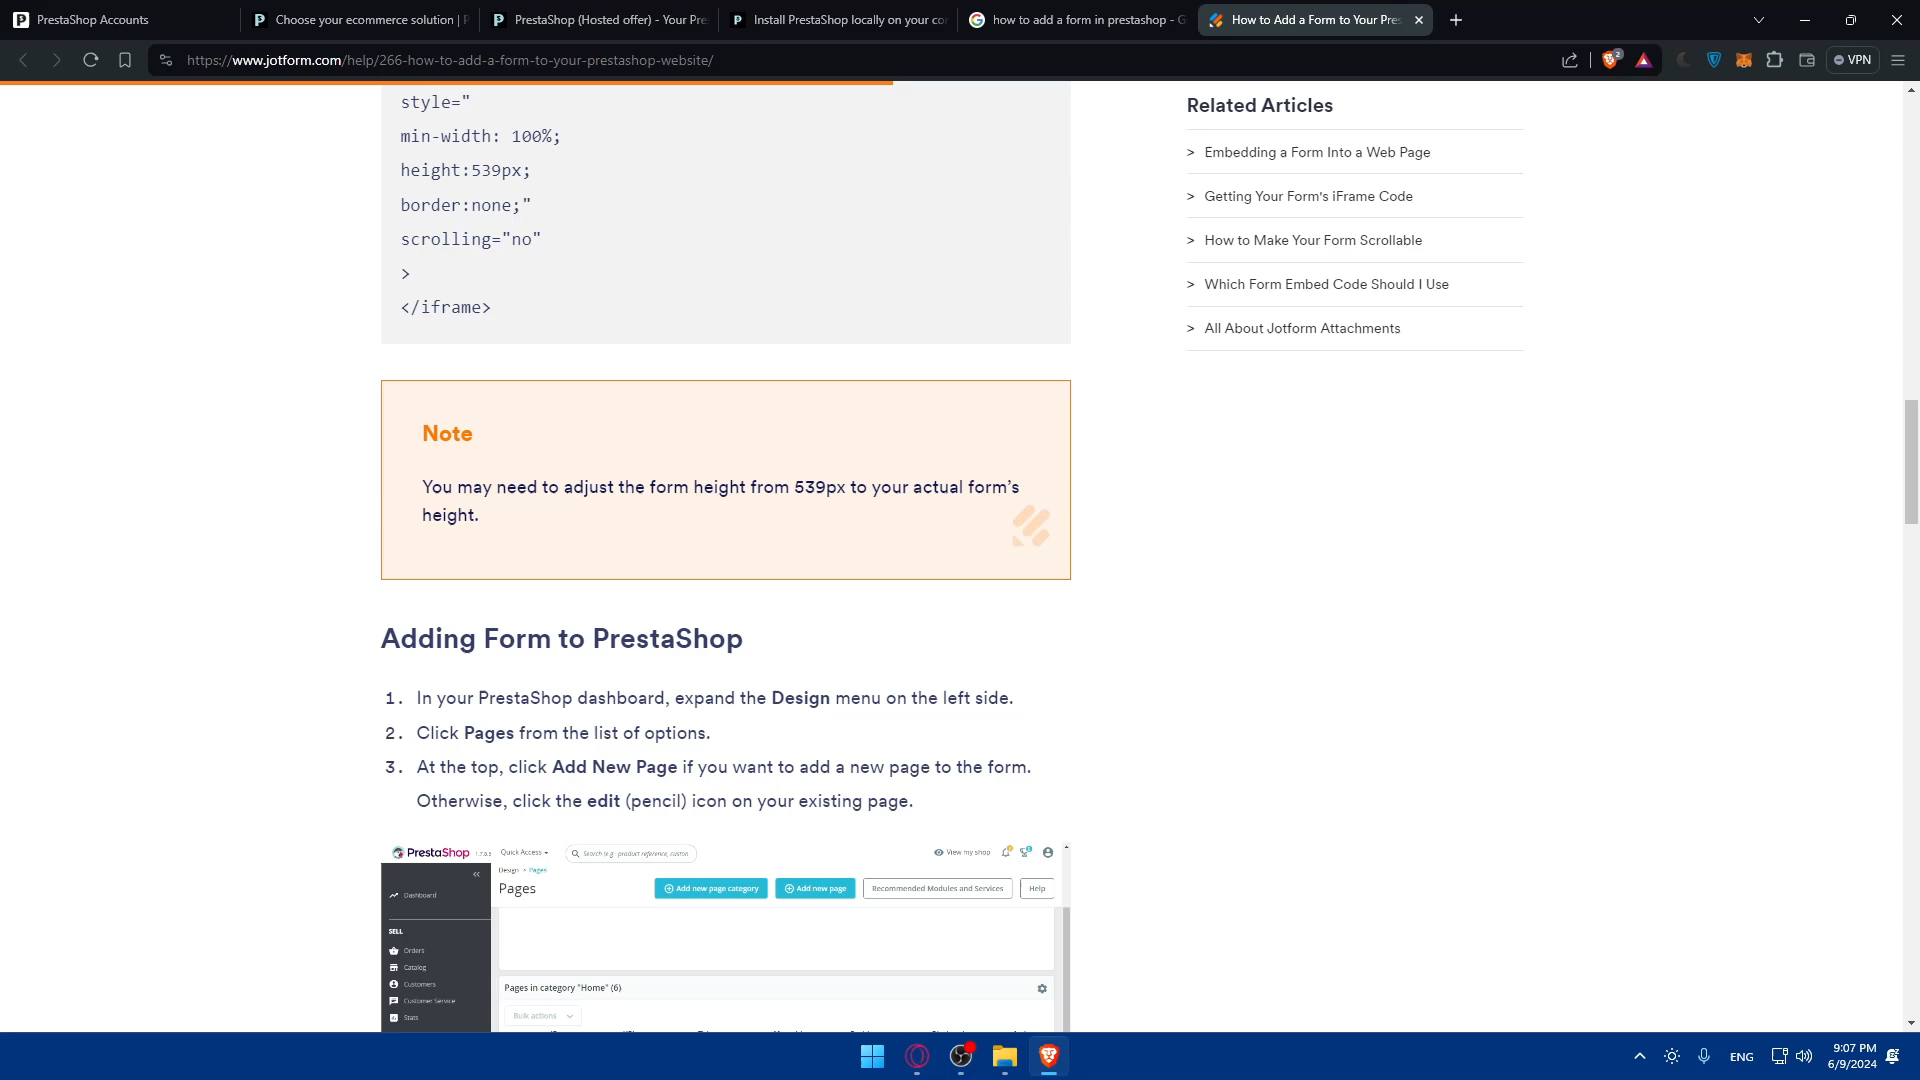 PrestaShop Accounts
Choose your ecommerce solution | P
PrestaShop (Hosted offer) - Your Pre
Install PrestaShop locally on your co
how to add a form in prestashop - G
How to Add a Form to Your Pres
https://www.jotform.com/help/266-how-to-add-a-form-to-your-prestashop-website/
2
VPN
style="
min-width: 100%;
height:539px;
border:none;"
scrolling="no"
>
</iframe>
Note
You may need to adjust the form height from 539px to your actual form’s
height.
Adding Form to PrestaShop
1. In your PrestaShop dashboard, expand the Design menu on the left side.
2. Click Pages from the list of options.
3. At the top, click Add New Page if you want to add a new page to the form.
Otherwise, click the edit (pencil) icon on your existing page.
PrestaShop
Quick Access
Search (e.g.: product reference, custom
View my shop
Design > Pages
Pages
Add new page category
Add new page
Recommended Modules and Services
Help
Dashboard
SELL
Orders
Catalog
Customers
Customer Service
Stats
Pages in category "Home" (6)
Bulk actions
Related Articles
> Embedding a Form Into a Web Page
> Getting Your Form's iFrame Code
> How to Make Your Form Scrollable
> Which Form Embed Code Should I Use
> All About Jotform Attachments
ENG
9:07 PM
6/9/2024